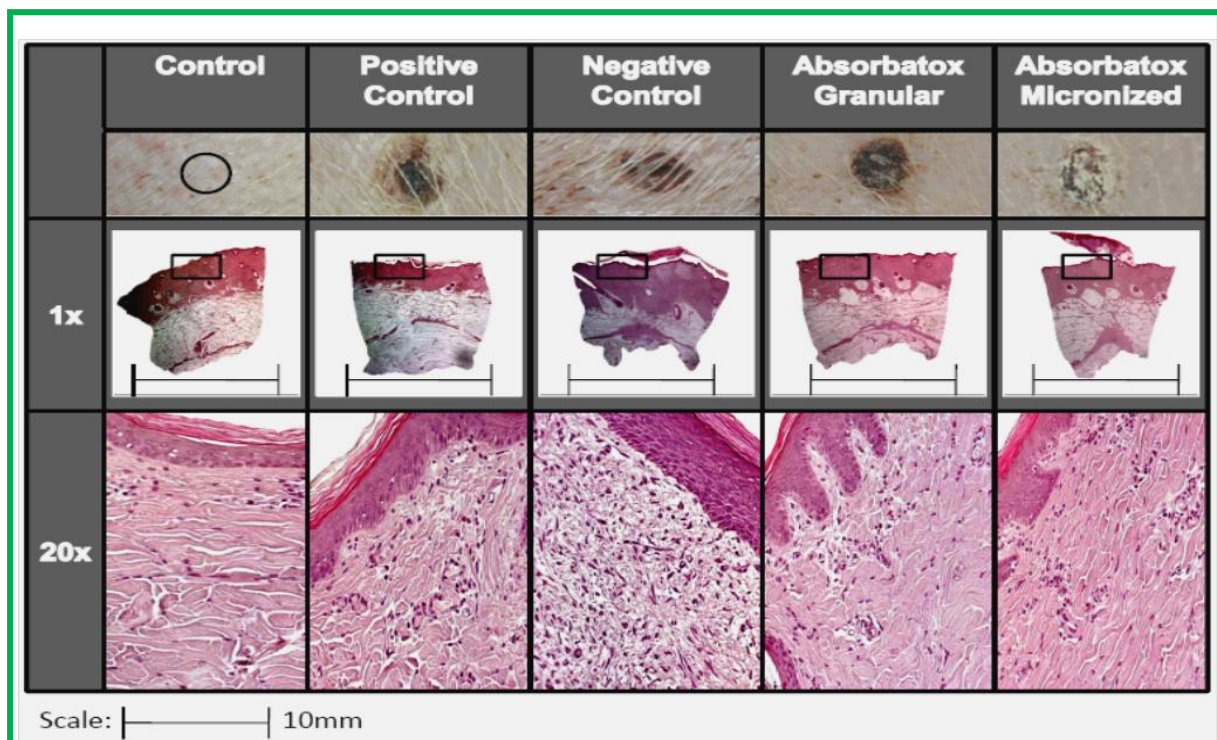 Control
Positive
Control
Negative
Control
Absorbatox
Granular
Absorbatox
Micronized
1x
20x
Scale:
10mm